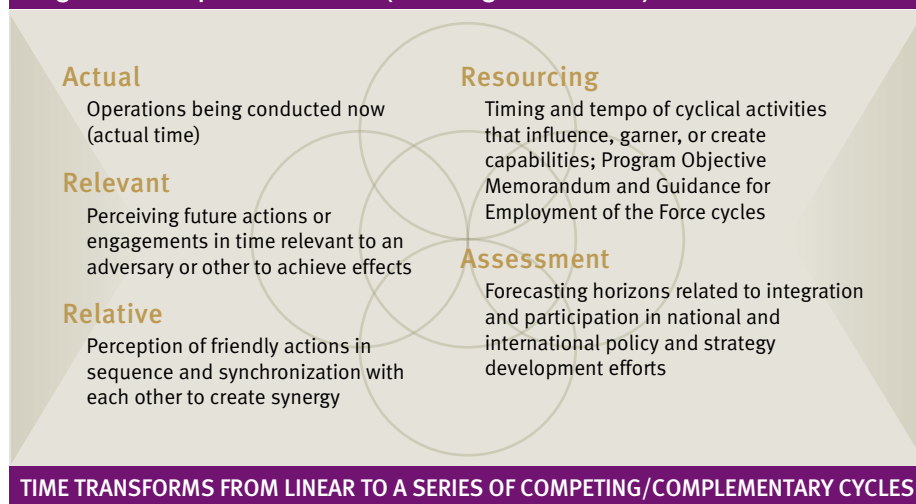 Actual
Operations being conducted now
(actual time)
Relevant
Perceiving future actions or
engagements in time relevant to an
adversary or other to achieve effects
Relative
Perception of friendly actions in
sequence and synchronization with
each other to create synergy
Resourcing
Timing and tempo of cyclical activities
that influence, garner, or create
capabilities; Program Objective
Memorandum and Guidance for
Employment of the Force cycles
Assessment
Forecasting horizons related to integration
and participation in national and
international policy and strategy
development efforts
TIME TRANSFORMS FROM LINEAR TO A SERIES OF COMPETING/COMPLEMENTARY CYCLES